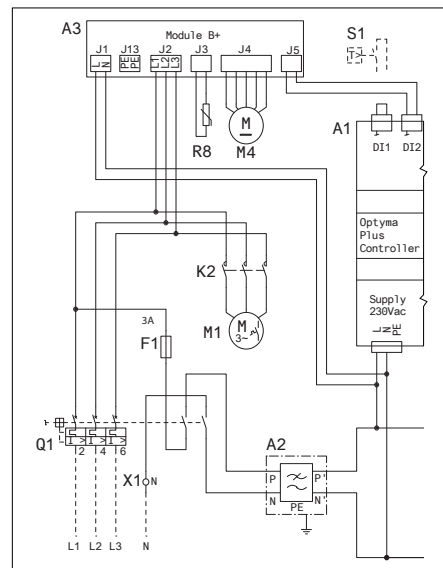 A3
Module B+
J1 J13 J2 J3 J4 J5
L N
PE PE
L1 L2 L3
S1
A1
DI1 DI2
R8
M
M4
Optyma
Plus
Controller
K2
Supply
230Vac
L N PE
M1
M
3~
3A
F1
Q1
I > I > I >
2 4 6
X1 N
A2
P P'
N N'
PE
L1 L2 L3 N